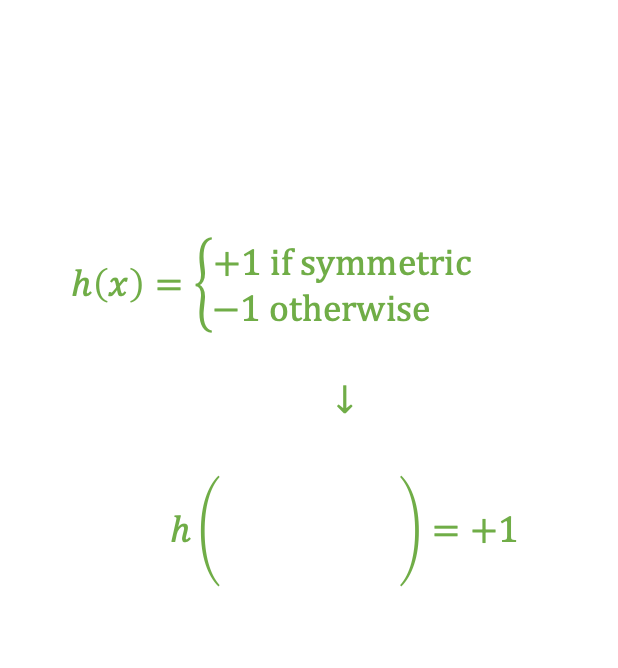 h(x) = { +1 if symmetric
−1 otherwise
↓
h( ) = +1